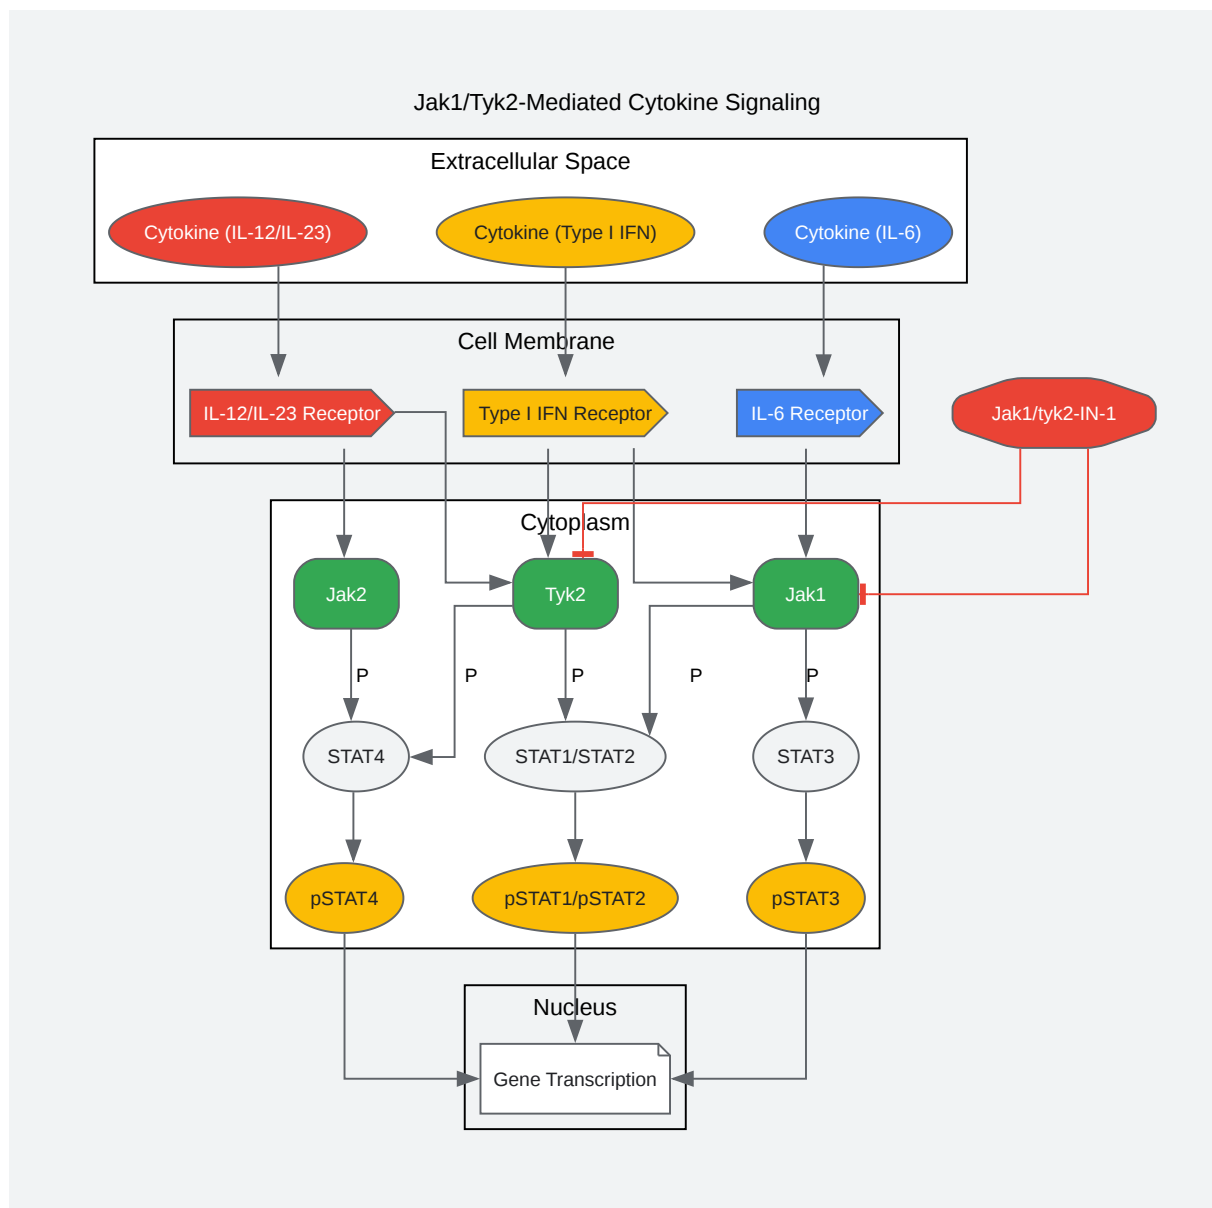 Jak1/Tyk2-Mediated Cytokine Signaling
Extracellular Space
Cytokine (IL-12/IL-23)
Cytokine (Type I IFN)
Cytokine (IL-6)
Cell Membrane
IL-12/IL-23 Receptor
Type I IFN Receptor
IL-6 Receptor
Jak1/tyk2-IN-1
Cytoplasm
Jak2
Tyk2
Jak1
P
P
P
P
P
STAT4
STAT1/STAT2
STAT3
pSTAT4
pSTAT1/pSTAT2
pSTAT3
Nucleus
Gene Transcription